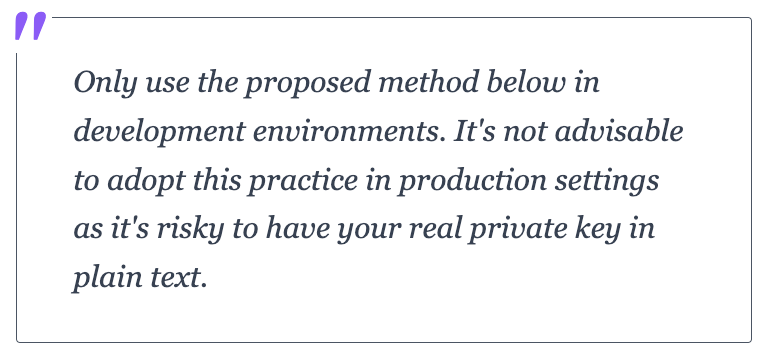 "
Only use the proposed method below in
development environments. It's not advisable
to adopt this practice in production settings
as it's risky to have your real private key in
plain text.